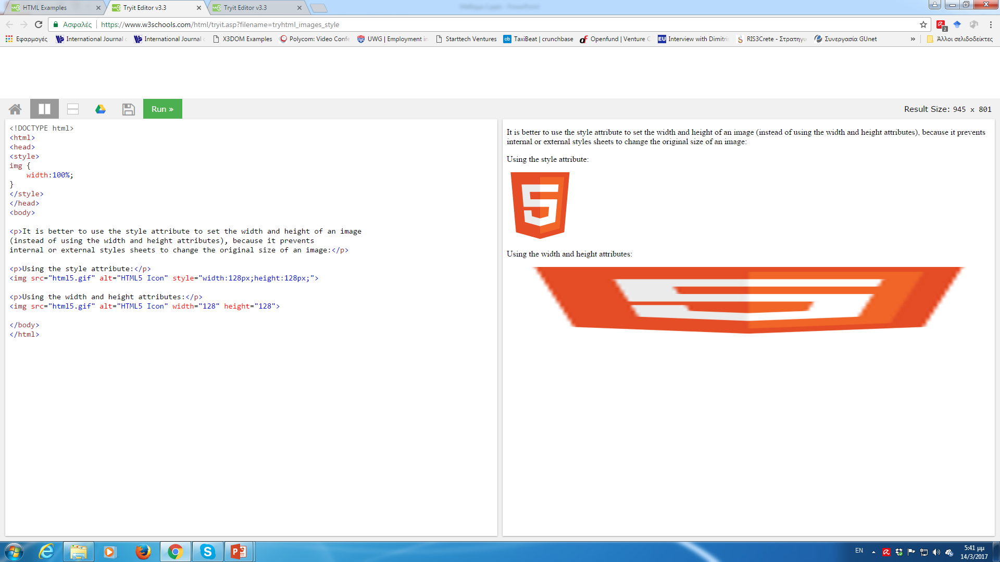 HTML Examples
Tryit Editor v3.3
Tryit Editor v3.3
Ασφαλές
https://www.w3schools.com/html/tryit.asp?filename=tryhtml_images_style
2
Εφαρμογές
International Journal
International Journal
X3DOM Examples
Polycom: Video Confe
UWG | Employment in
Starttech Ventures
cb TaxiBeat | crunchbase
Openfund | Venture C
EU Interview with Dimitri
RIS3Crete - Στρατηγι
Συνεργασία GUnet
»
Άλλοι σελιδοδείκτες
Run »
Result Size: 945 x 801
<!DOCTYPE html>
<html>
<head>
<style>
img {
    width:100%;
}
</style>
</head>
<body>
<p>It is better to use the style attribute to set the width and height of an image
(instead of using the width and height attributes), because it prevents
internal or external styles sheets to change the original size of an image:</p>
<p>Using the style attribute:</p>
<img src="html5.gif" alt="HTML5 Icon" style="width:128px;height:128px;">
<p>Using the width and height attributes:</p>
<img src="html5.gif" alt="HTML5 Icon" width="128" height="128">
</body>
</html>
It is better to use the style attribute to set the width and height of an image (instead of using the width and height attributes), because it prevents
internal or external styles sheets to change the original size of an image:
Using the style attribute:
5
Using the width and height attributes:
5
EN
5:41 μμ
14/3/2017